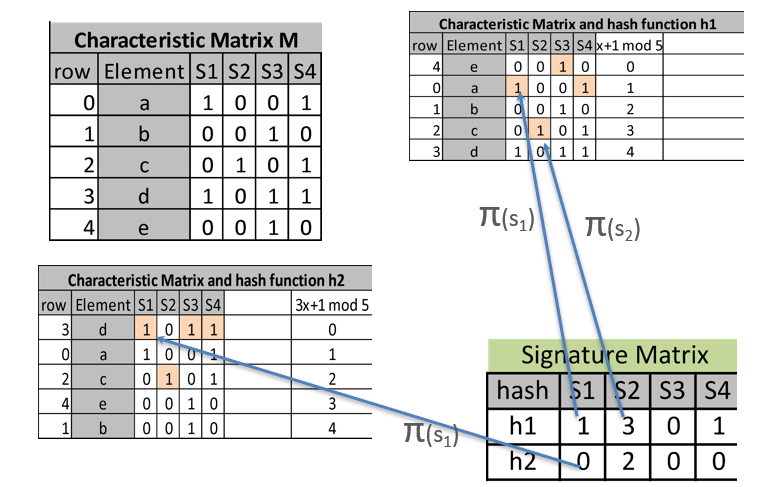 Characteristic Matrix M
row Element S1 S2 S3 S4
0 a 1 0 0 1
1 b 0 0 1 0
2 c 0 1 0 1
3 d 1 0 1 1
4 e 0 0 1 0
Characteristic Matrix and hash function h1
row Element S1 S2 S3 S4 x+1 mod 5
4 e 0 0 1 0 0
0 a 1 0 0 1 1
1 b 0 0 1 0 2
2 c 0 1 0 1 3
3 d 1 0 1 1 4
π(s1)
π(s2)
Characteristic Matrix and hash function h2
row Element S1 S2 S3 S4 3x+1 mod 5
3 d 1 0 1 1 0
0 a 1 0 0 1 1
2 c 0 1 0 1 2
4 e 0 0 1 0 3
1 b 0 0 1 0 4
π(s1)
Signature Matrix
hash S1 S2 S3 S4
h1 1 3 0 1
h2 0 2 0 0